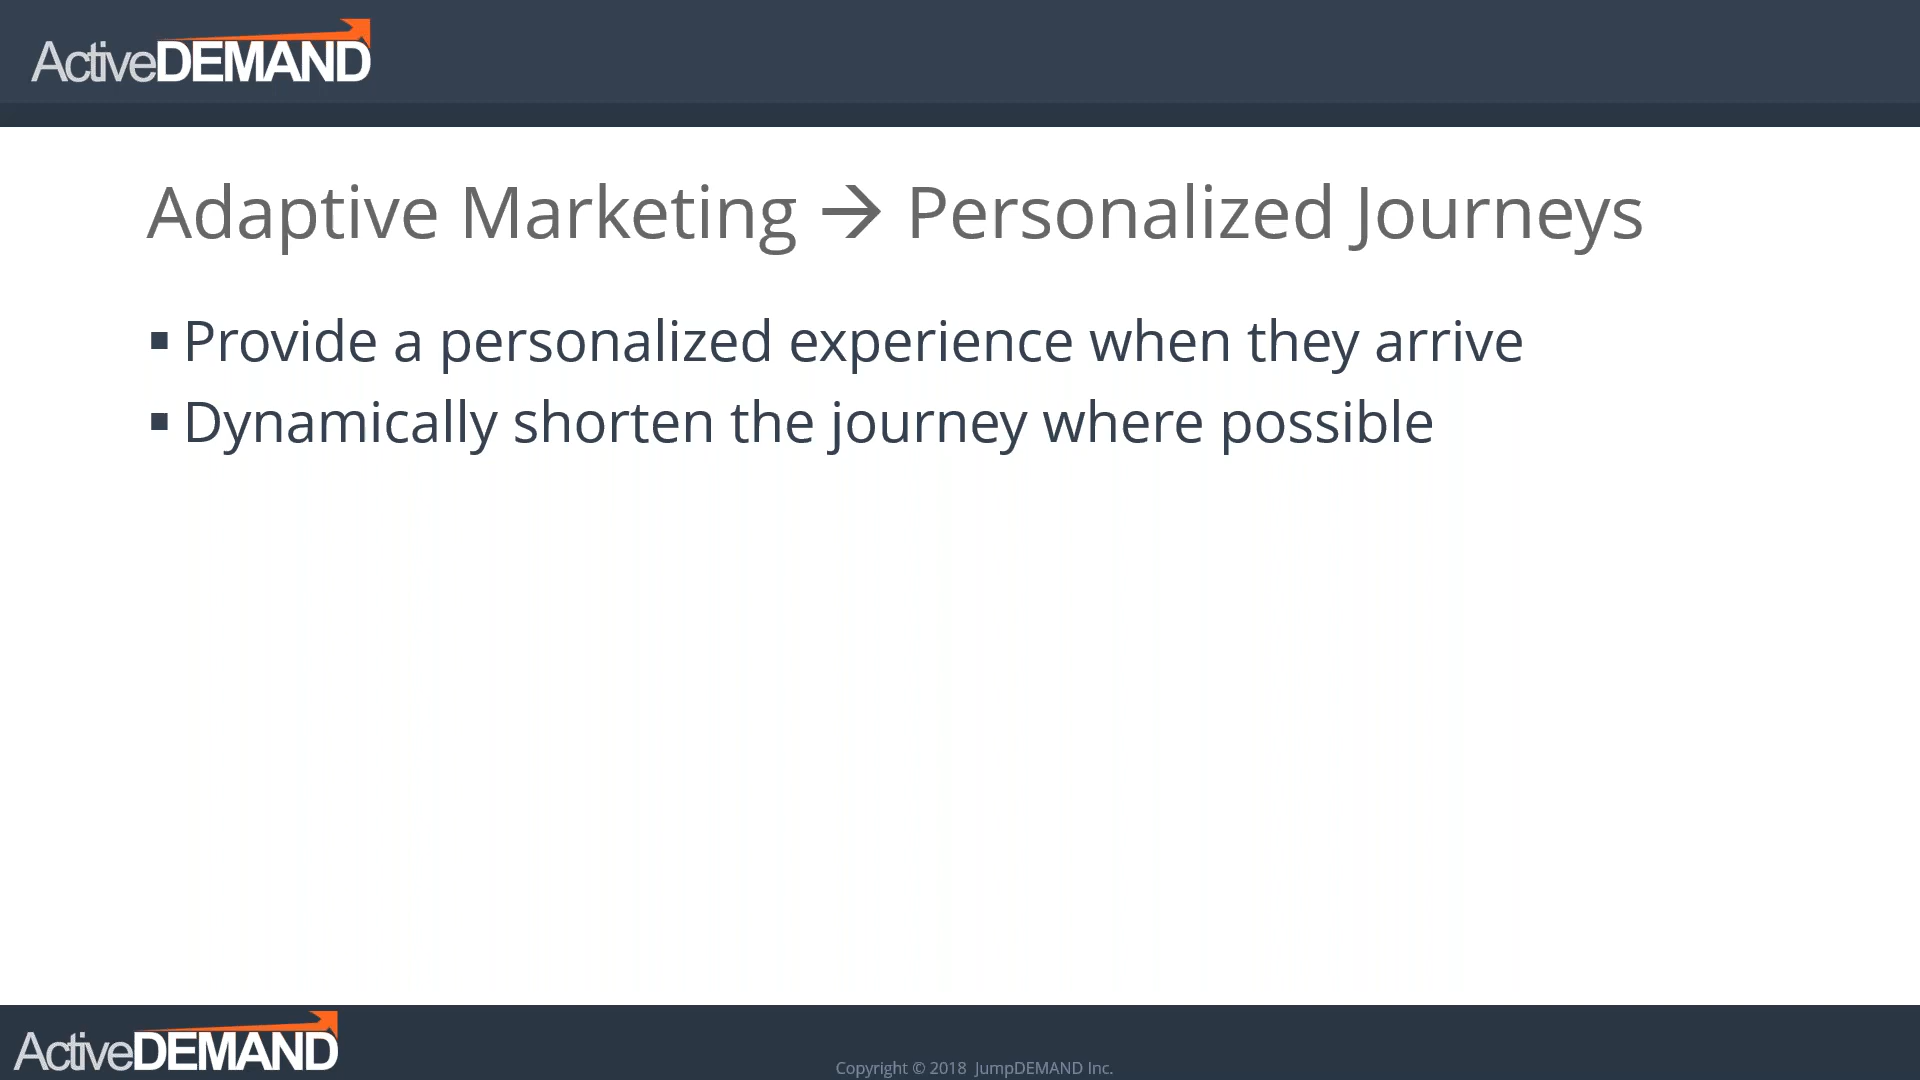 ActiveDEMAND
Adaptive Marketing → Personalized Journeys
▪ Provide a personalized experience when they arrive
▪ Dynamically shorten the journey where possible
ActiveDEMAND
Copyright © 2018 JumpDEMAND Inc.